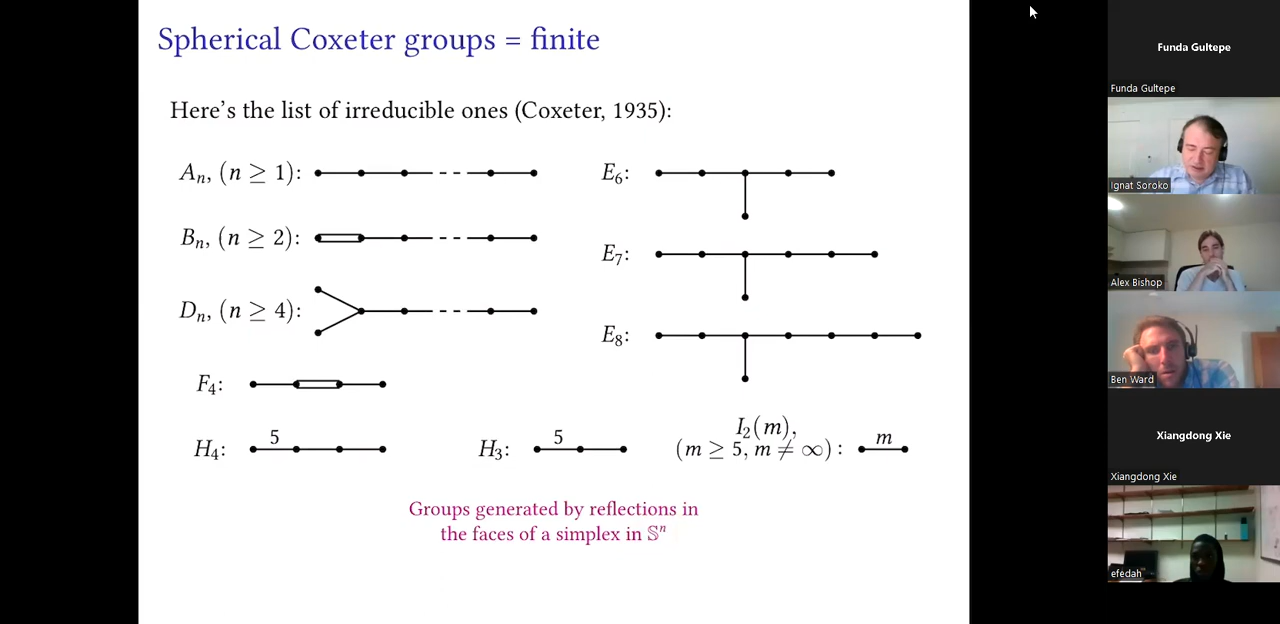 Spherical Coxeter groups = finite
Here's the list of irreducible ones (Coxeter, 1935):
Aₙ, (n ≥ 1):
Bₙ, (n ≥ 2):
Dₙ, (n ≥ 4):
F₄:
H₄:
5
H₃:
5
E₆:
E₇:
E₈:
I₂(m),
(m ≥ 5, m ≠ ∞) :
m
Groups generated by reflections in
the faces of a simplex in 𝕊ⁿ
Funda Gultepe
Funda Gultepe
Ignat Soroko
Alex Bishop
Ben Ward
Xiangdong Xie
Xiangdong Xie
efedah